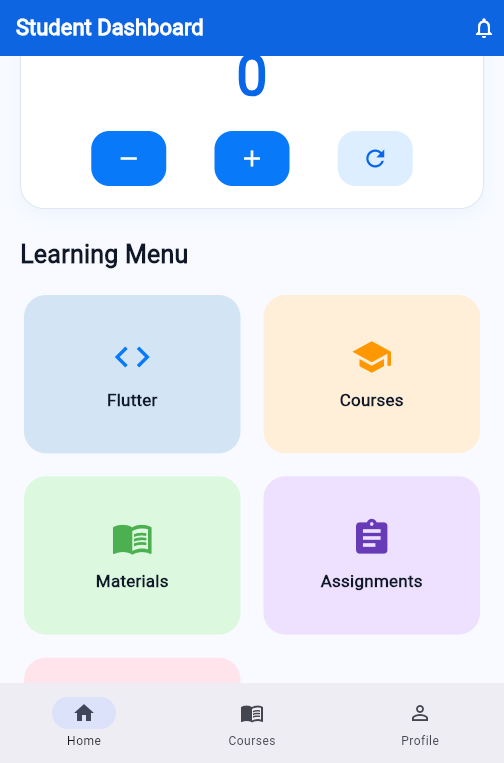 Student Dashboard
0
Learning Menu
Flutter
Courses
Materials
Assignments
Home
Courses
Profile